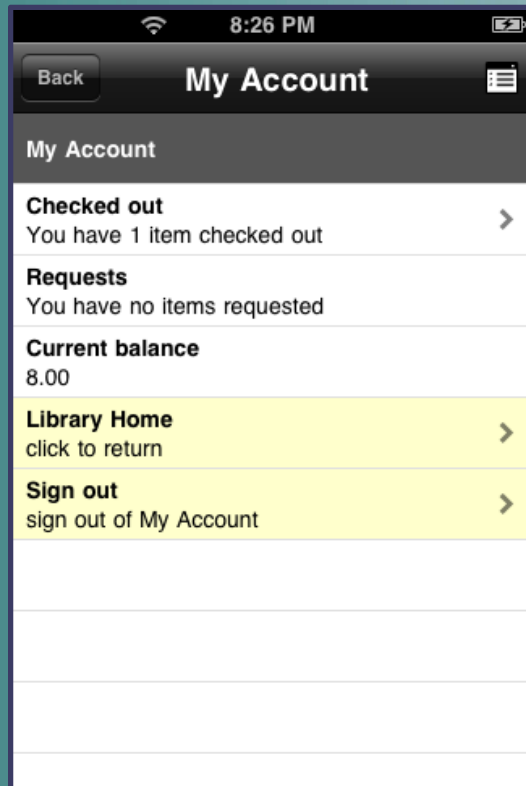 8:26 PM
Back
My Account
My Account
Checked out
You have 1 item checked out
Requests
You have no items requested
Current balance
8.00
Library Home
click to return
Sign out
sign out of My Account